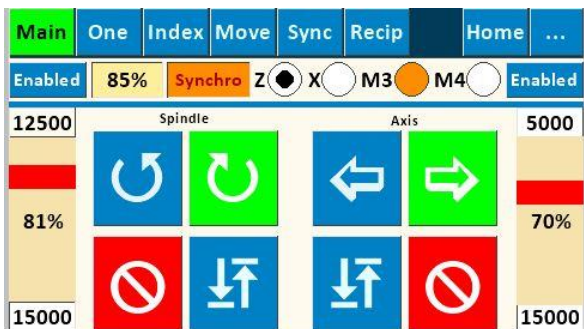 Main One Index Move Sync Recip Home ...
Enabled 85% Synchro Z X M3 M4 Enabled
12500 Spindle Axis 5000
81% 70%
15000 15000